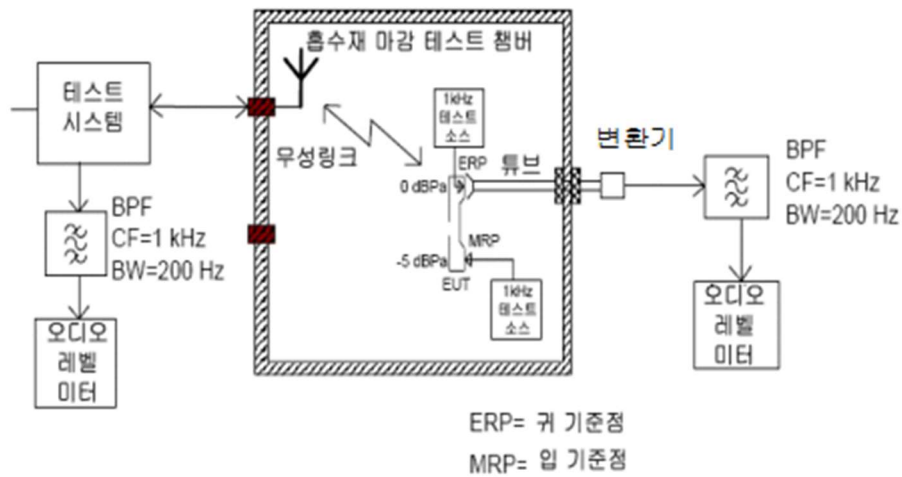 흡수재 마감 테스트 챔버
테스트
시스템
무성링크
1kHz
테스트
소스
ERP
튜브
0 dBPa
변환기
BPF
CF=1 kHz
BW=200 Hz
BPF
CF=1 kHz
BW=200 Hz
MRP
-5 dBPa
EUT
1kHz
테스트
소스
오디오
레벨
미터
오디오
레벨
미터
ERP= 귀 기준점
MRP= 입 기준점